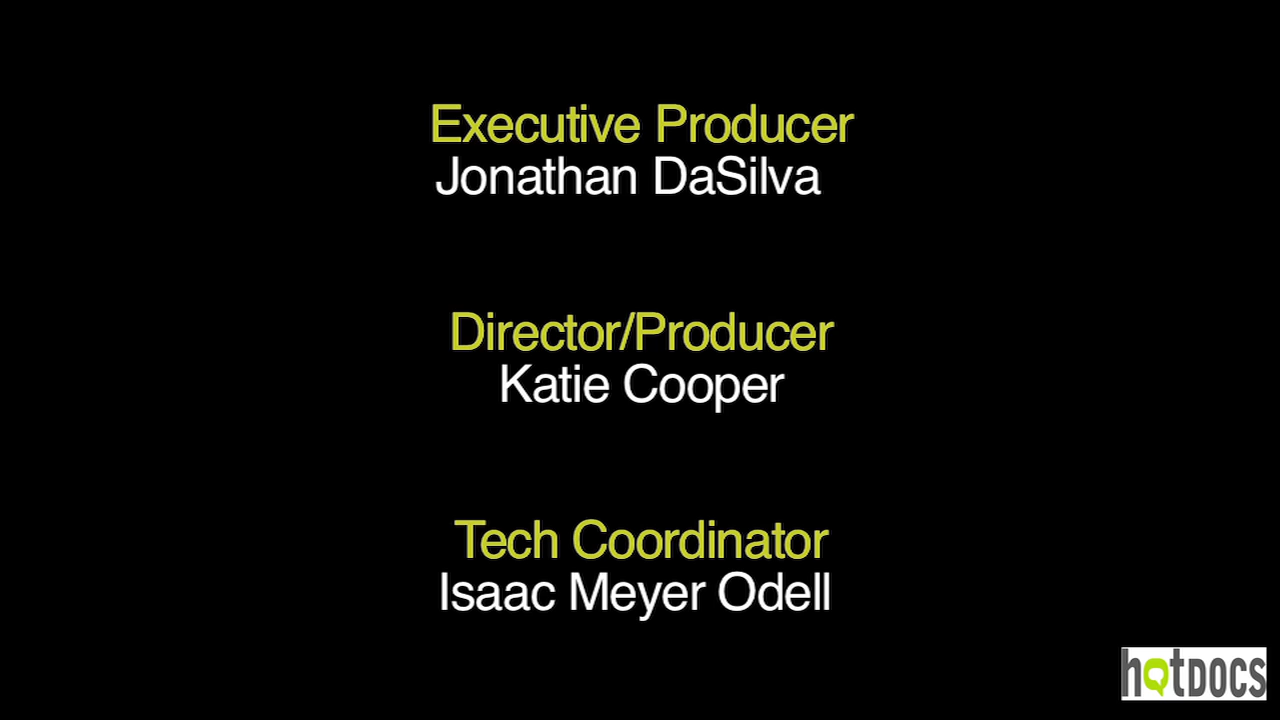 Executive Producer
Jonathan DaSilva
Director/Producer
Katie Cooper
Tech Coordinator
Isaac Meyer Odell
hotDOCS